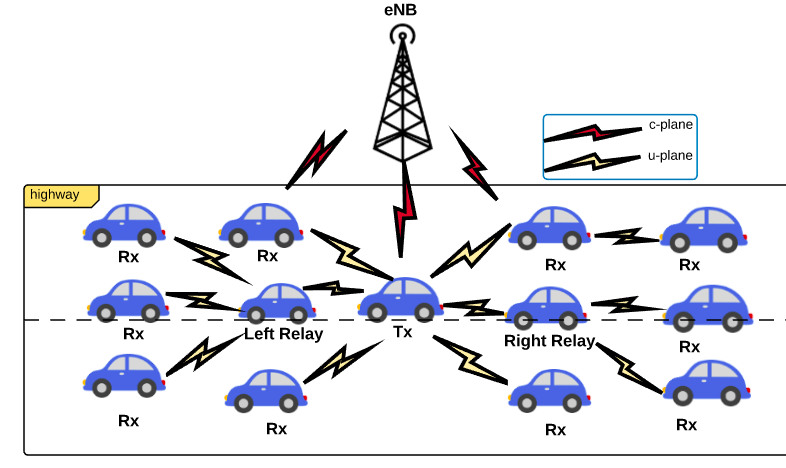 eNB
c-plane
u-plane
highway
Rx
Rx
Rx
Rx
Rx
Left Relay
Tx
Right Relay
Rx
Rx
Rx
Rx
Rx